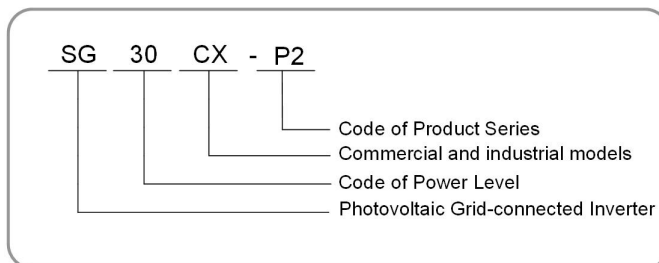 SG 30 CX - P2
Code of Product Series
Commercial and industrial models
Code of Power Level
Photovoltaic Grid-connected Inverter